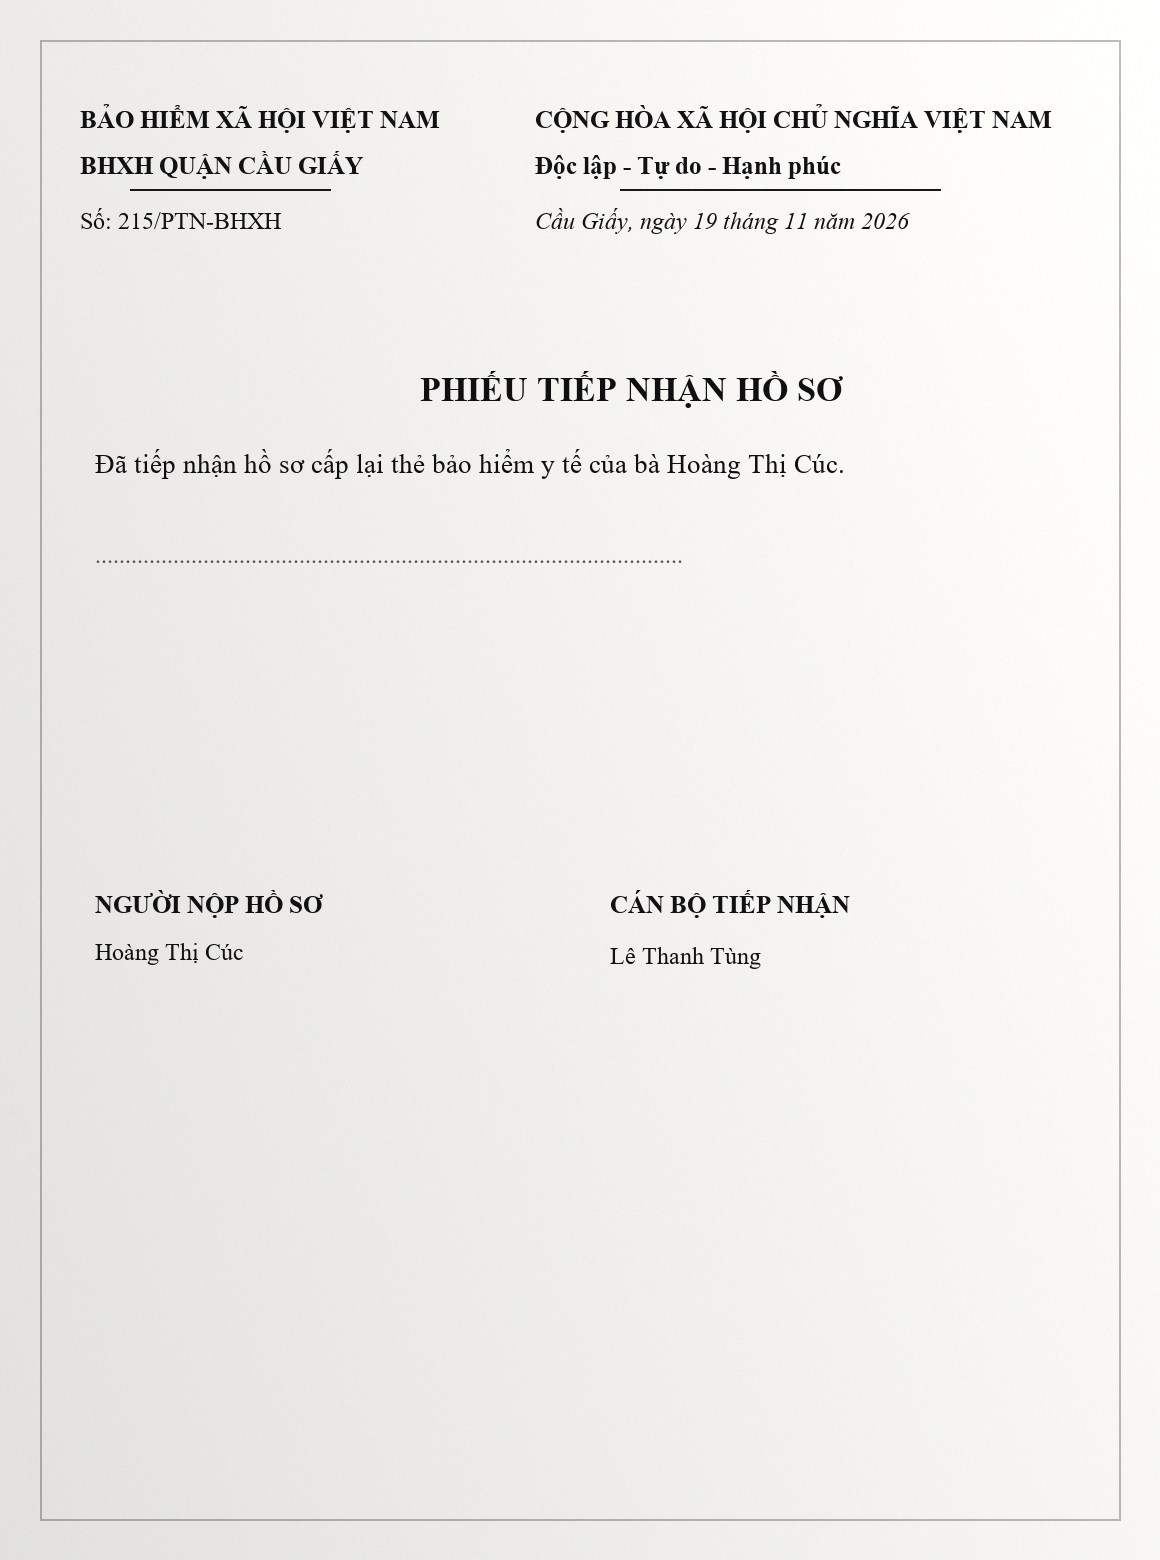 BẢO HIỂM XÃ HỘI VIỆT NAM
BHXH QUẬN CẦU GIẤY
Số: 215/PTN-BHXH
CỘNG HÒA XÃ HỘI CHỦ NGHĨA VIỆT NAM
Độc lập - Tự do - Hạnh phúc
Cầu Giấy, ngày 19 tháng 11 năm 2026
PHIẾU TIẾP NHẬN HỒ SƠ
Đã tiếp nhận hồ sơ cấp lại thẻ bảo hiểm y tế của bà Hoàng Thị Cúc.
..................................................................................................
NGƯỜI NỘP HỒ SƠ
Hoàng Thị Cúc
CÁN BỘ TIẾP NHẬN
Lê Thanh Tùng